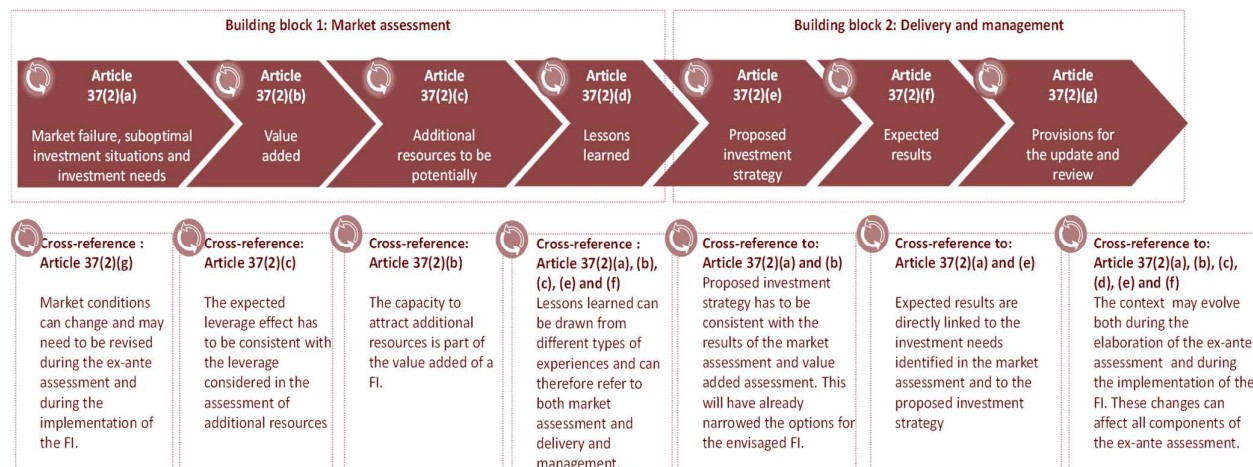 Building block 1: Market assessment
Building block 2: Delivery and management
Article
37(2)(a)
Market failure, suboptimal
investment situations and
investment needs
Article
37(2)(b)
Value
added
Article
37(2)(c)
Additional
resources to be
potentially
Article
37(2)(d)
Lessons
learned
Article
37(2)(e)
Proposed
investment
strategy
Article
37(2)(f)
Expected
results
Article
37(2)(g)
Provisions for
the update and
review
Cross-reference :
Article 37(2)(g)
Market conditions
can change and may
need to be revised
during the ex-ante
assessment and
during the
implementation of
the FI.
Cross-reference:
Article 37(2)(c)
The expected
leverage effect has
to be consistent with
the leverage
considered in the
assessment of
additional resources
Cross-reference:
Article 37(2)(b)
The capacity to
attract additional
resources is part of
the value added of a
FI.
Cross-reference :
Article 37(2)(a), (b),
(c), (e) and (f)
Lessons learned can
be drawn from
different types of
experiences and can
therefore refer to
both market
assessment and
delivery and
management.
Cross-reference to:
Article 37(2)(a) and (b)
Proposed investment
strategy has to be
consistent with the
results of the market
assessment and value
added assessment. This
will have already
narrowed the options for
the envisaged FI.
Cross-reference to:
Article 37(2)(a) and (e)
Expected results are
directly linked to the
investment needs
identified in the market
assessment and to the
proposed investment
strategy
Cross-reference to:
Article 37(2)(a), (b), (c),
(d), (e) and (f)
The context may evolve
both during the
elaboration of the ex-ante
assessment and during
the implementation of the
FI. These changes can
affect all components of
the ex-ante assessment.